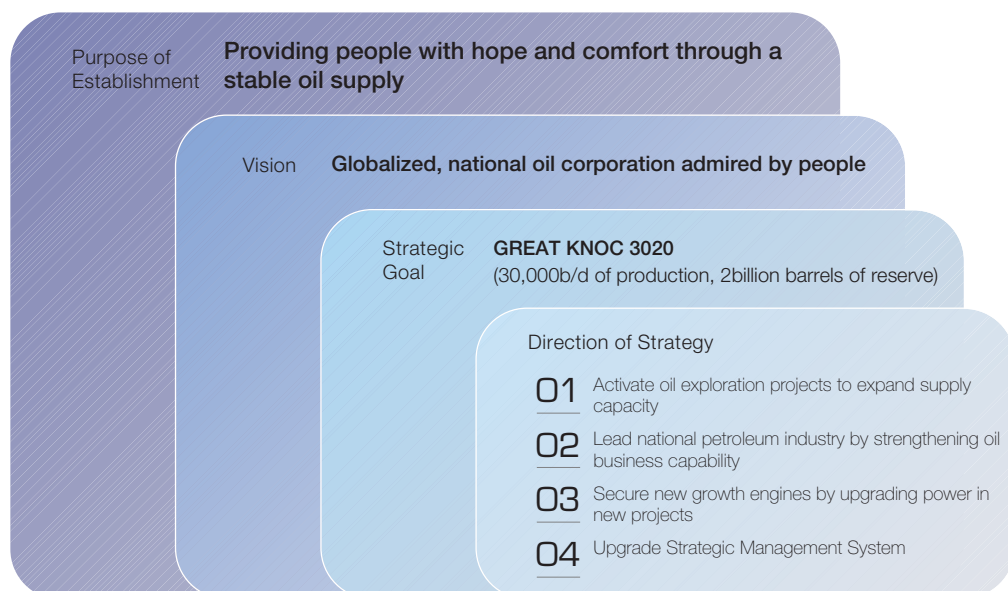 Purpose of
Establishment
Providing people with hope and comfort through a
stable oil supply
Vision
Globalized, national oil corporation admired by people
Strategic
Goal
GREAT KNOC 3020
(30,000b/d of production, 2billion barrels of reserve)
Direction of Strategy
01 Activate oil exploration projects to expand supply
capacity
02 Lead national petroleum industry by strengthening oil
business capability
03 Secure new growth engines by upgrading power in
new projects
04 Upgrade Strategic Management System